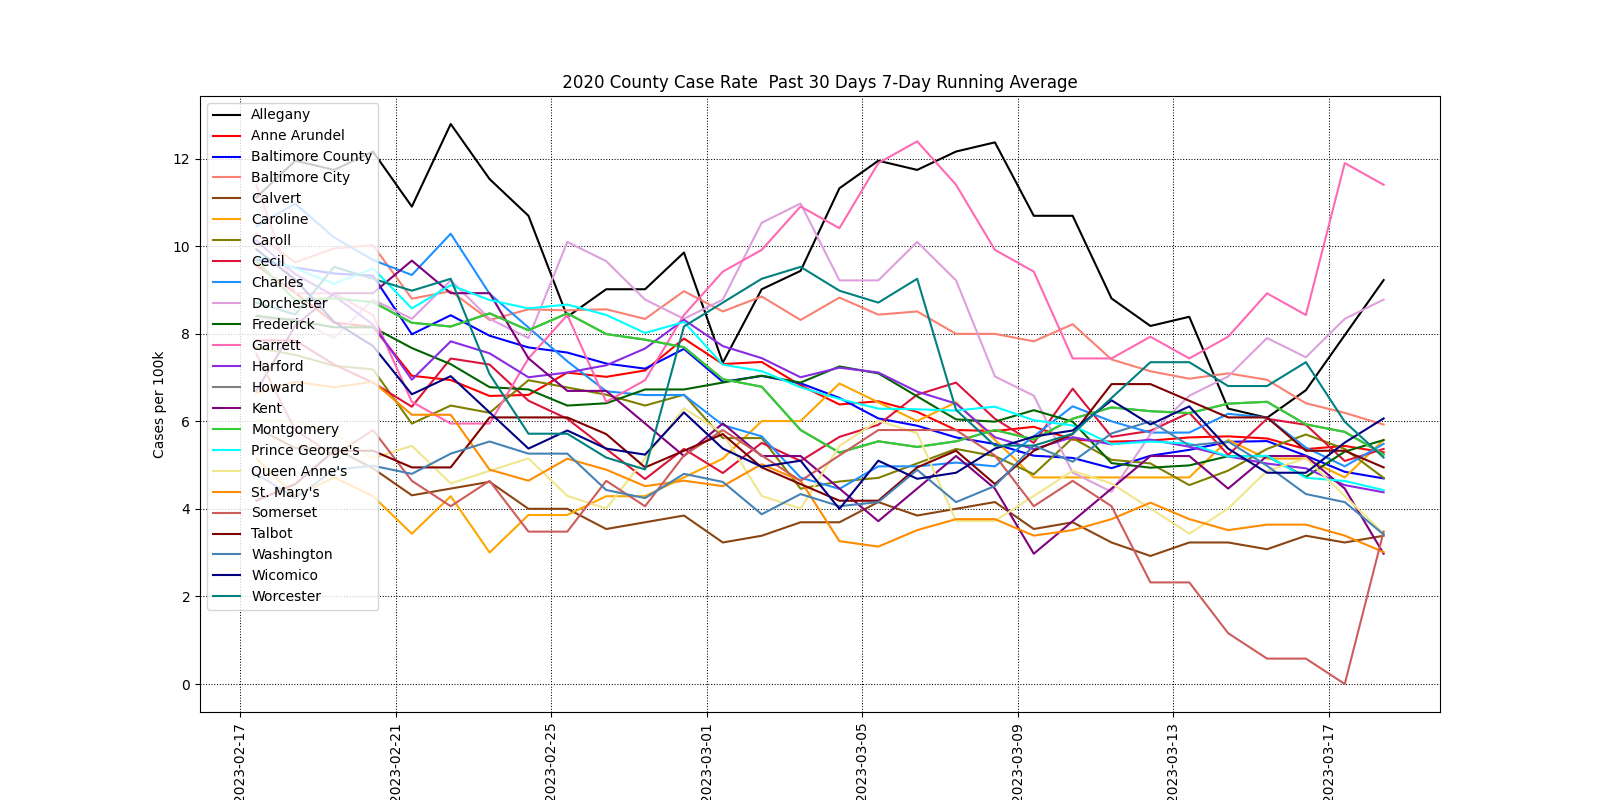 2020 County Case Rate  Past 30 Days 7-Day Running Average
Cases per 100k
12
10
8
6
4
2
0
Allegany
Anne Arundel
Baltimore County
Baltimore City
Calvert
Caroline
Caroll
Cecil
Charles
Dorchester
Frederick
Garrett
Harford
Howard
Kent
Montgomery
Prince George's
Queen Anne's
St. Mary's
Somerset
Talbot
Washington
Wicomico
Worcester
2023-02-17
2023-02-21
2023-02-25
2023-03-01
2023-03-05
2023-03-09
2023-03-13
2023-03-17